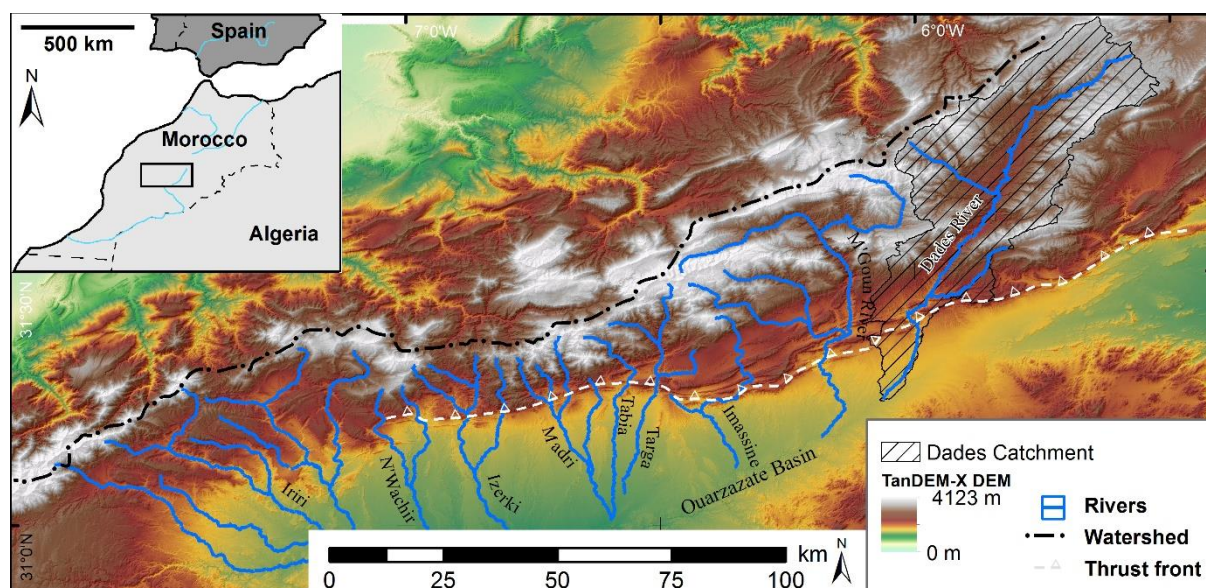 500 km
Spain
N
Morocco
Algeria
7°0'W
6°0'W
31°30'N
31°0'N
Dades River
M'Goun River
Iriri
N'Wachir
Izerki
Madri
Tabia
Targa
Imassine
Ouarzazate Basin
km
N
0 25 50 75 100
Dades Catchment
TanDEM-X DEM
4123 m
0 m
Rivers
Watershed
Thrust front